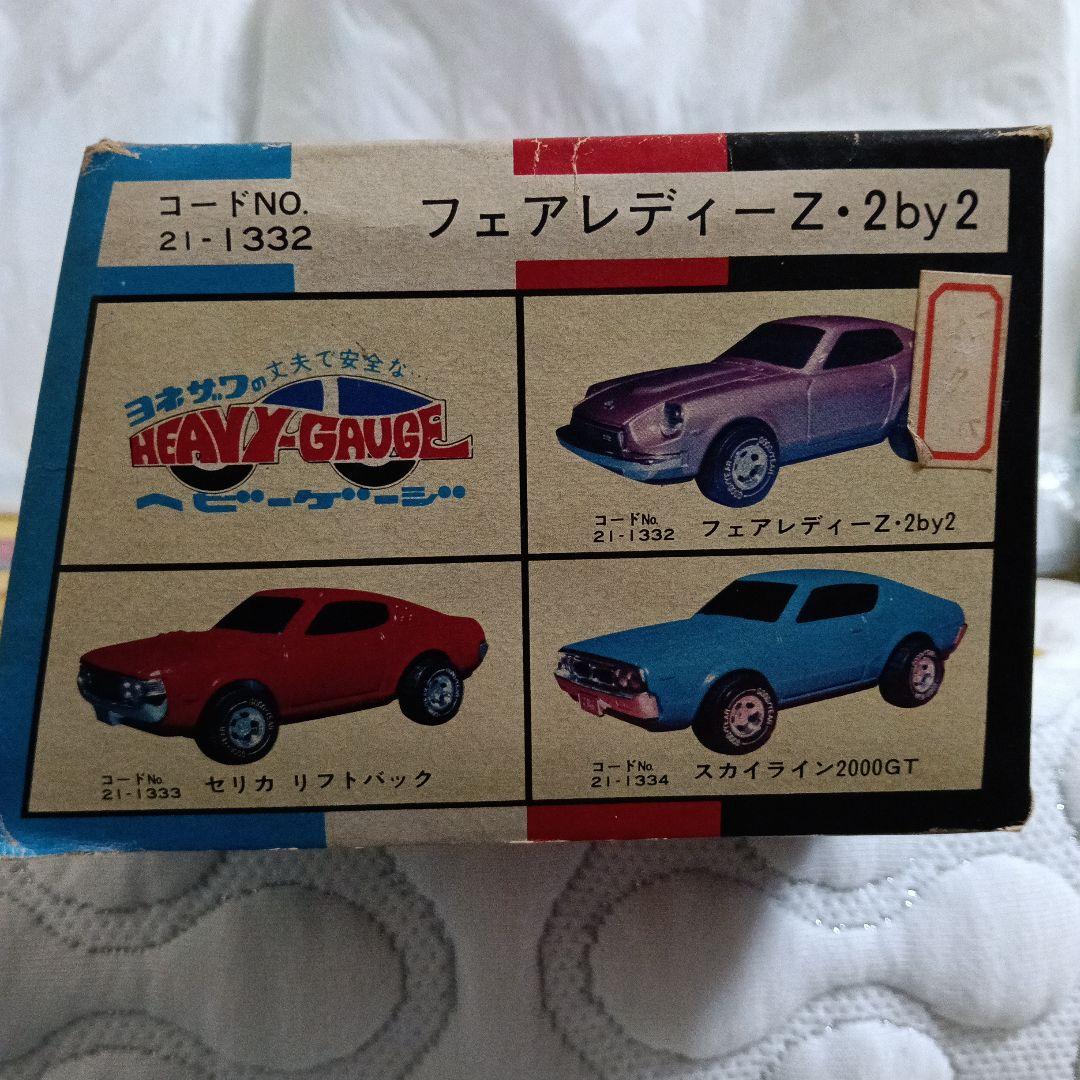 コードNO.
21-1332
フェアレディーZ・2by2
ヨネザワの丈夫で安全な…
HEAVY-GAUGE
ヘビーゲージ
コードNo.
21-1332
フェアレディーZ・2by2
コードNo.
21-1333
セリカ リフトバック
コードNo.
21-1334
スカイライン2000GT